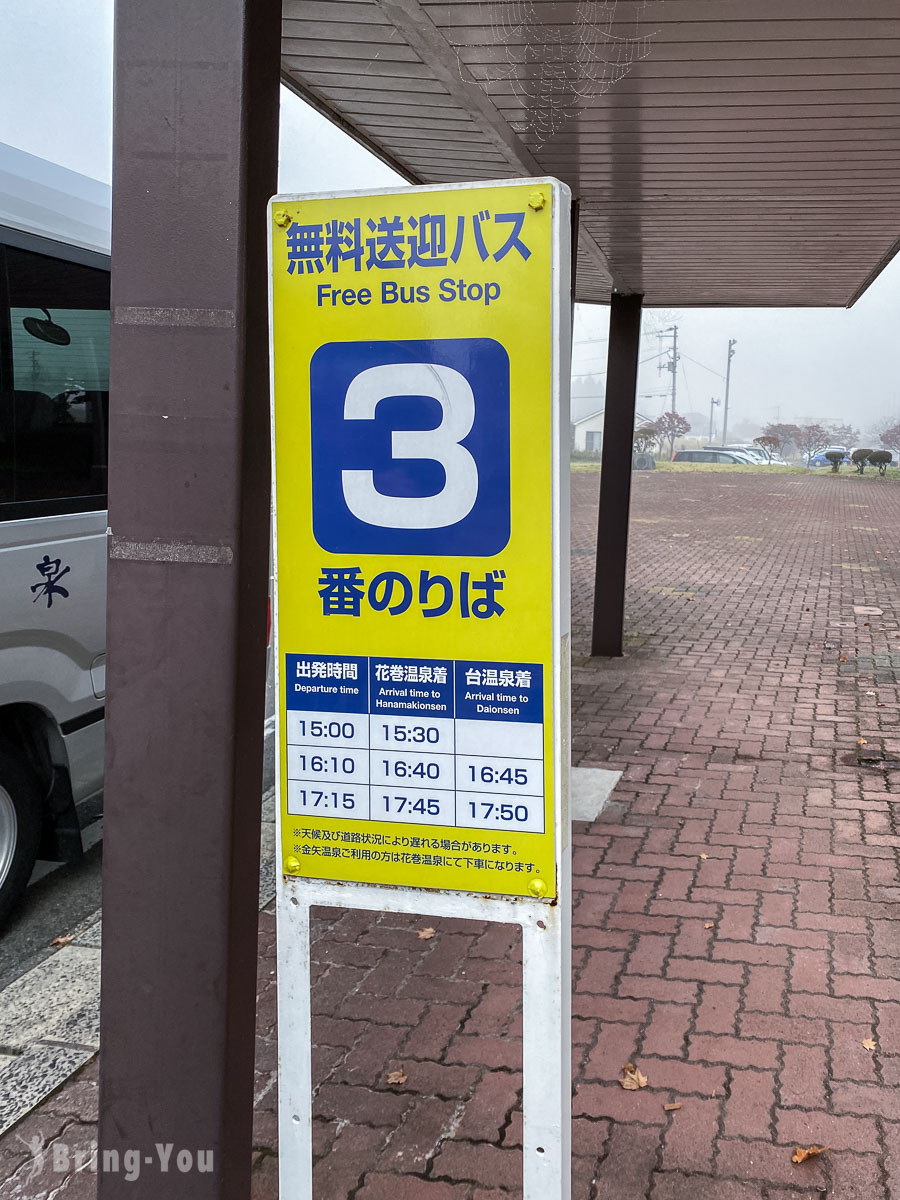 無料送迎バス
Free Bus Stop
3
番のりば
出発時間 花巻温泉着 台温泉着
Departure time Arrival time to Hanamakionsen Arrival time to Daionsen
15:00 15:30
16:10 16:40 16:45
17:15 17:45 17:50
※天候及び道路状況により遅れる場合があります。
※金矢温泉ご利用の方は花巻温泉にて下車になります。
泉
Bring-You